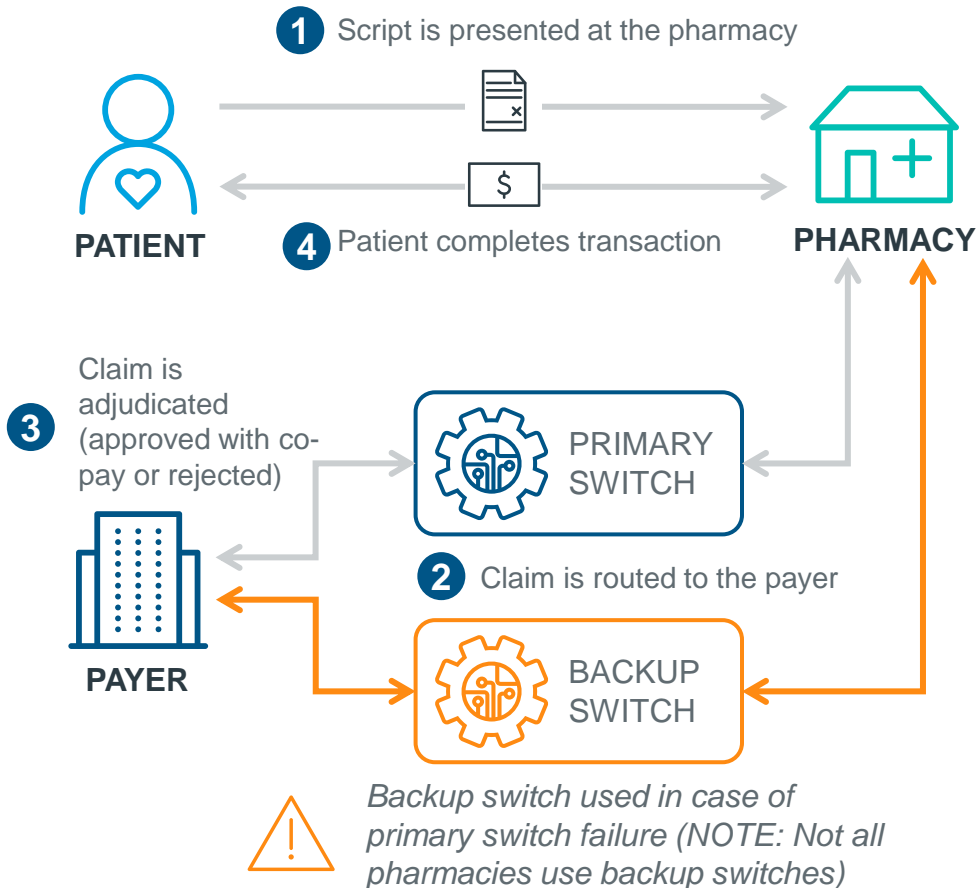 1 Script is presented at the pharmacy
x
$
PATIENT
4 Patient completes transaction
PHARMACY
Claim is
adjudicated
3
(approved with co-
pay or rejected)
PRIMARY
SWITCH
2 Claim is routed to the payer
PAYER
BACKUP
SWITCH
Backup switch used in case of
primary switch failure (NOTE: Not all
pharmacies use backup switches)